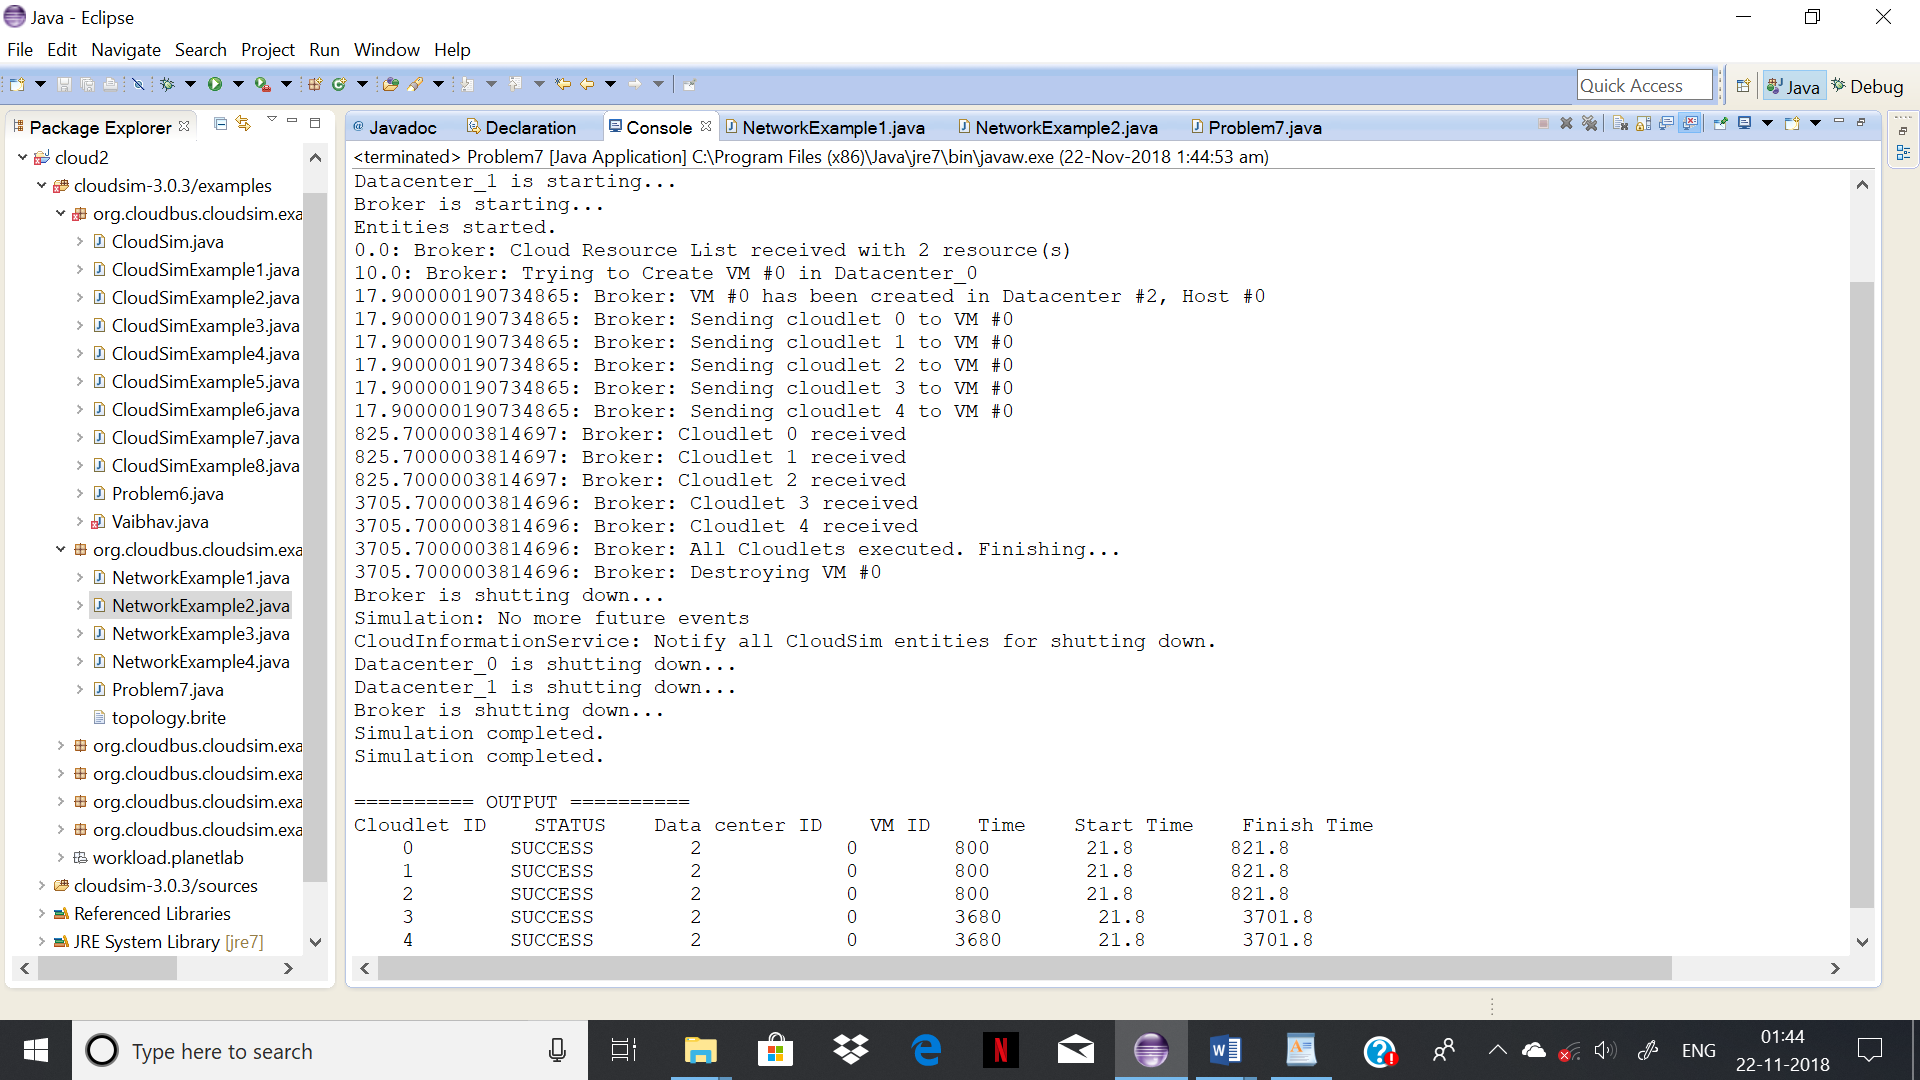 Java - Eclipse
File Edit Navigate Search Project Run Window Help
Quick Access
Java
Debug
Package Explorer
cloud2
cloudsim-3.0.3/examples
org.cloudbus.cloudsim.exa
CloudSim.java
CloudSimExample1.java
CloudSimExample2.java
CloudSimExample3.java
CloudSimExample4.java
CloudSimExample5.java
CloudSimExample6.java
CloudSimExample7.java
CloudSimExample8.java
Problem6.java
Vaibhav.java
org.cloudbus.cloudsim.exa
NetworkExample1.java
NetworkExample2.java
NetworkExample3.java
NetworkExample4.java
Problem7.java
topology.brite
org.cloudbus.cloudsim.exa
org.cloudbus.cloudsim.exa
org.cloudbus.cloudsim.exa
org.cloudbus.cloudsim.exa
workload.planetlab
cloudsim-3.0.3/sources
Referenced Libraries
JRE System Library [jre7]
@ Javadoc Declaration Console NetworkExample1.java NetworkExample2.java Problem7.java
<terminated> Problem7 [Java Application] C:\Program Files (x86)\Java\jre7\bin\javaw.exe (22-Nov-2018 1:44:53 am)
Datacenter_1 is starting...
Broker is starting...
Entities started.
0.0: Broker: Cloud Resource List received with 2 resource(s)
10.0: Broker: Trying to Create VM #0 in Datacenter_0
17.900000190734865: Broker: VM #0 has been created in Datacenter #2, Host #0
17.900000190734865: Broker: Sending cloudlet 0 to VM #0
17.900000190734865: Broker: Sending cloudlet 1 to VM #0
17.900000190734865: Broker: Sending cloudlet 2 to VM #0
17.900000190734865: Broker: Sending cloudlet 3 to VM #0
17.900000190734865: Broker: Sending cloudlet 4 to VM #0
825.7000003814697: Broker: Cloudlet 0 received
825.7000003814697: Broker: Cloudlet 1 received
825.7000003814697: Broker: Cloudlet 2 received
3705.7000003814696: Broker: Cloudlet 3 received
3705.7000003814696: Broker: Cloudlet 4 received
3705.7000003814696: Broker: All Cloudlets executed. Finishing...
3705.7000003814696: Broker: Destroying VM #0
Broker is shutting down...
Simulation: No more future events
CloudInformationService: Notify all CloudSim entities for shutting down.
Datacenter_0 is shutting down...
Datacenter_1 is shutting down...
Broker is shutting down...
Simulation completed.
Simulation completed.
========== OUTPUT ==========
Cloudlet ID STATUS Data center ID VM ID Time Start Time Finish Time
0 SUCCESS 2 0 800 21.8 821.8
1 SUCCESS 2 0 800 21.8 821.8
2 SUCCESS 2 0 800 21.8 821.8
3 SUCCESS 2 0 3680 21.8 3701.8
4 SUCCESS 2 0 3680 21.8 3701.8
Type here to search
ENG
01:44
22-11-2018